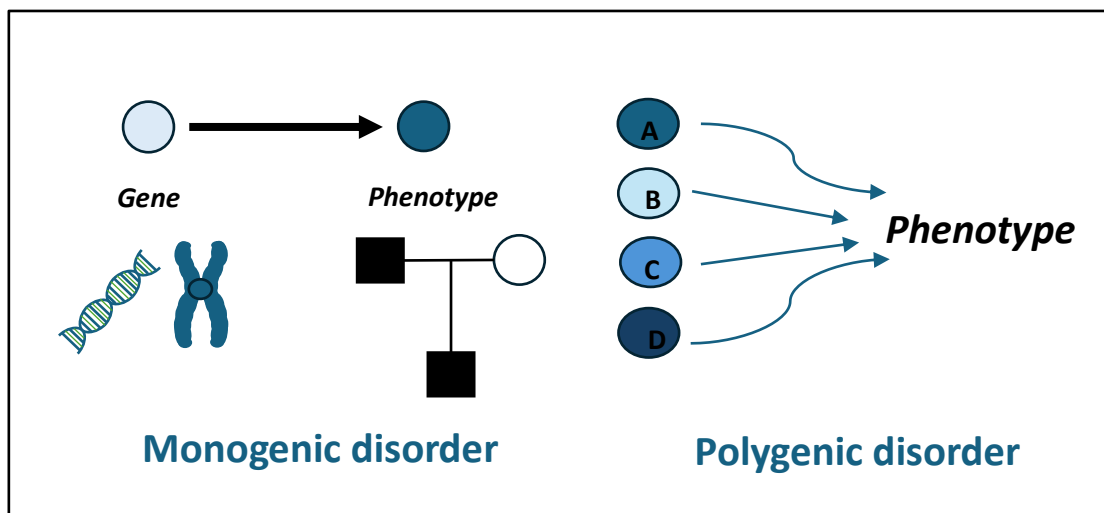 Gene
Phenotype
Monogenic disorder
A
B
C
D
Phenotype
Polygenic disorder